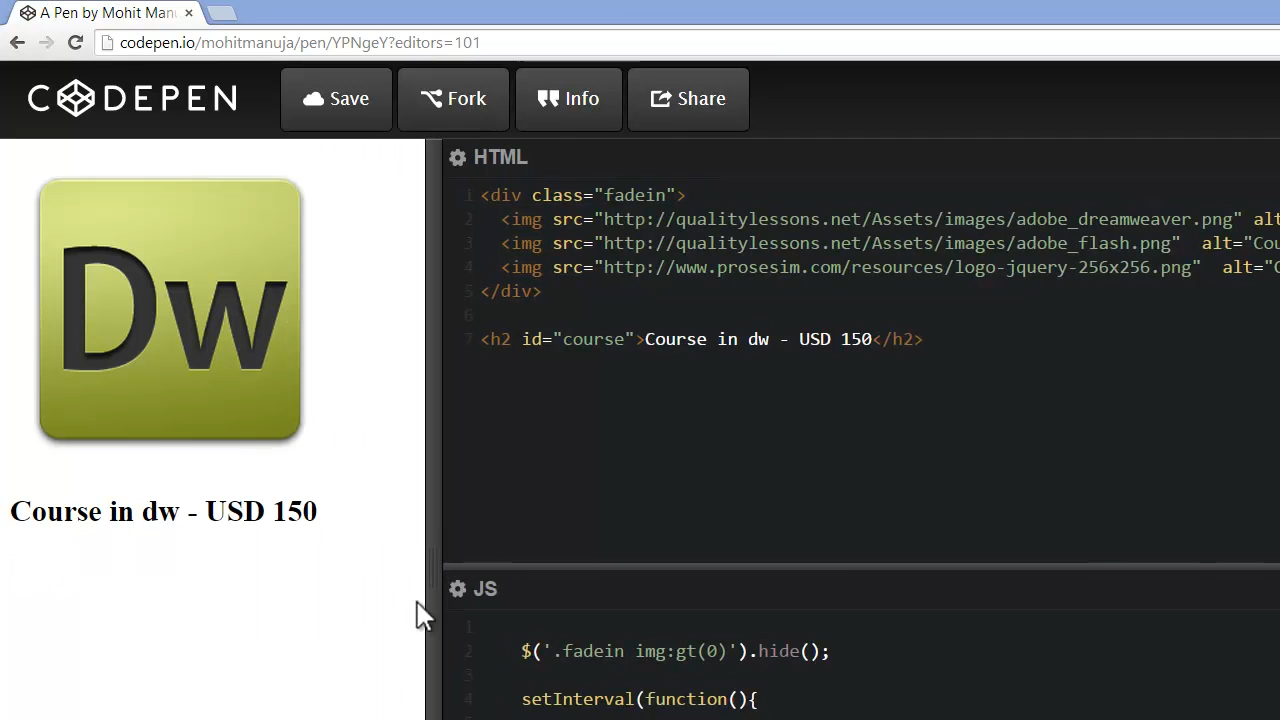 A Pen by Mohit Manu ×
codepen.io/mohitmanuja/pen/YPNgeY?editors=101
CODEPEN Save Fork Info Share
Dw
Course in dw - USD 150
HTML
1 <div class="fadein">
2 <img src="http://qualitylessons.net/Assets/images/adobe_dreamweaver.png" alt
3 <img src="http://qualitylessons.net/Assets/images/adobe_flash.png" alt="Cou
4 <img src="http://www.prosesim.com/resources/logo-jquery-256x256.png" alt="C
5 </div>
6
7 <h2 id="course">Course in dw - USD 150</h2>
JS
1
2 $('.fadein img:gt(0)').hide();
3
4 setInterval(function(){